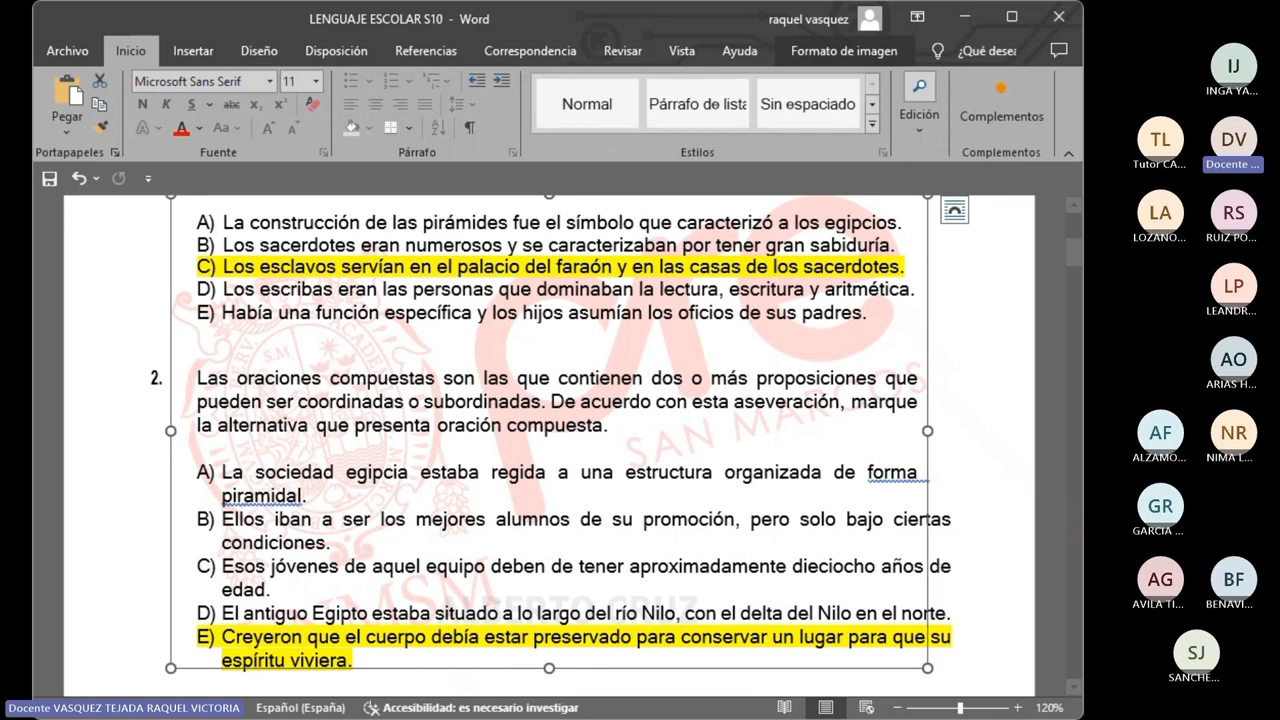 LENGUAJE ESCOLAR S10 - Word
raquel vasquez
Archivo Inicio Insertar Diseño Disposición Referencias Correspondencia Revisar Vista Ayuda Formato de imagen ¿Qué desea
Pegar
Microsoft Sans Serif 11
N K S abc x₂ x²
A A Aa A A
Normal Párrafo de lista Sin espaciado
Edición
Complementos
Portapapeles Fuente Párrafo Estilos Complementos
A) La construcción de las pirámides fue el símbolo que caracterizó a los egipcios.
B) Los sacerdotes eran numerosos y se caracterizaban por tener gran sabiduría.
C) Los esclavos servían en el palacio del faraón y en las casas de los sacerdotes.
D) Los escribas eran las personas que dominaban la lectura, escritura y aritmética.
E) Había una función específica y los hijos asumían los oficios de sus padres.
2. Las oraciones compuestas son las que contienen dos o más proposiciones que
pueden ser coordinadas o subordinadas. De acuerdo con esta aseveración, marque
la alternativa que presenta oración compuesta.
A) La sociedad egipcia estaba regida a una estructura organizada de forma
piramidal.
B) Ellos iban a ser los mejores alumnos de su promoción, pero solo bajo ciertas
condiciones.
C) Esos jóvenes de aquel equipo deben de tener aproximadamente dieciocho años de
edad.
D) El antiguo Egipto estaba situado a lo largo del río Nilo, con el delta del Nilo en el norte.
E) Creyeron que el cuerpo debía estar preservado para conservar un lugar para que su
espíritu viviera.
pre
SAN MARCOS
UNMSM
ALBERTO CRUZ
Docente VASQUEZ TEJADA RAQUEL VICTORIA
Español (España)
Accesibilidad: es necesario investigar
120%
IJ
INGA YA...
TL
Tutor CA...
DV
Docente ...
LA
LOZANO...
RS
RUIZ PO...
LP
LEANDR...
AO
ARIAS H...
AF
ALZAMO...
NR
NIMA L...
GR
GARCIA ...
AG
AVILA TI...
BF
BENAVI...
SJ
SANCHE...